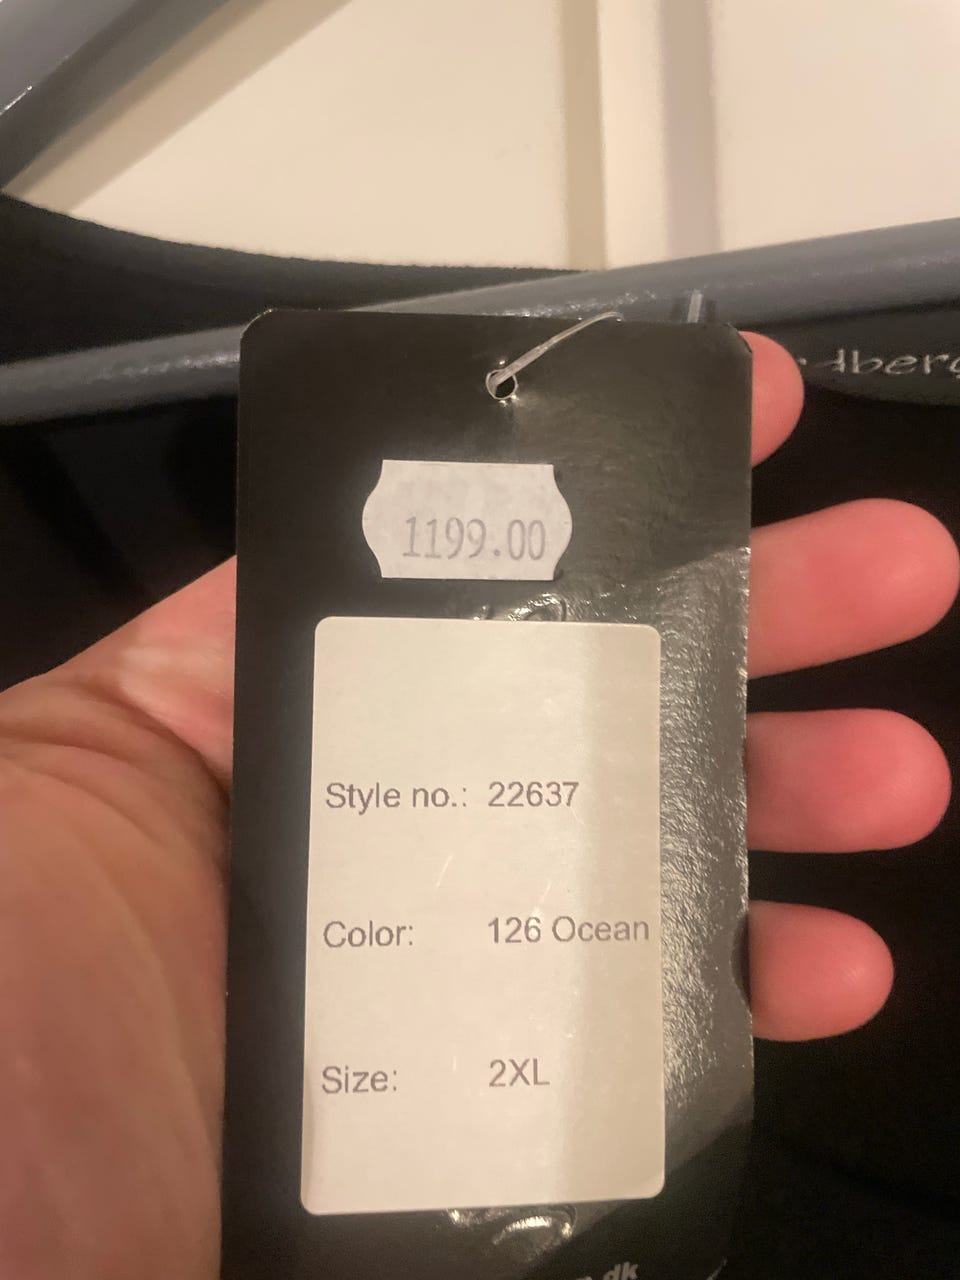 1199.00
Style no.: 22637
Color: 126 Ocean
Size: 2XL